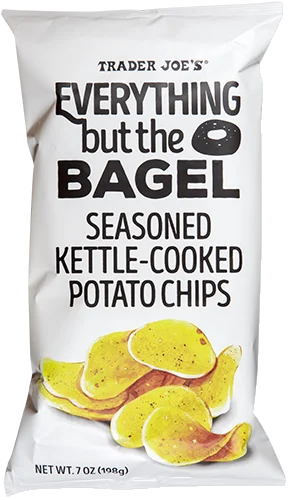 TRADER JOE'S®
EVERYTHING
but the
BAGEL
SEASONED
KETTLE-COOKED
POTATO CHIPS
NET WT. 7 OZ (198g)